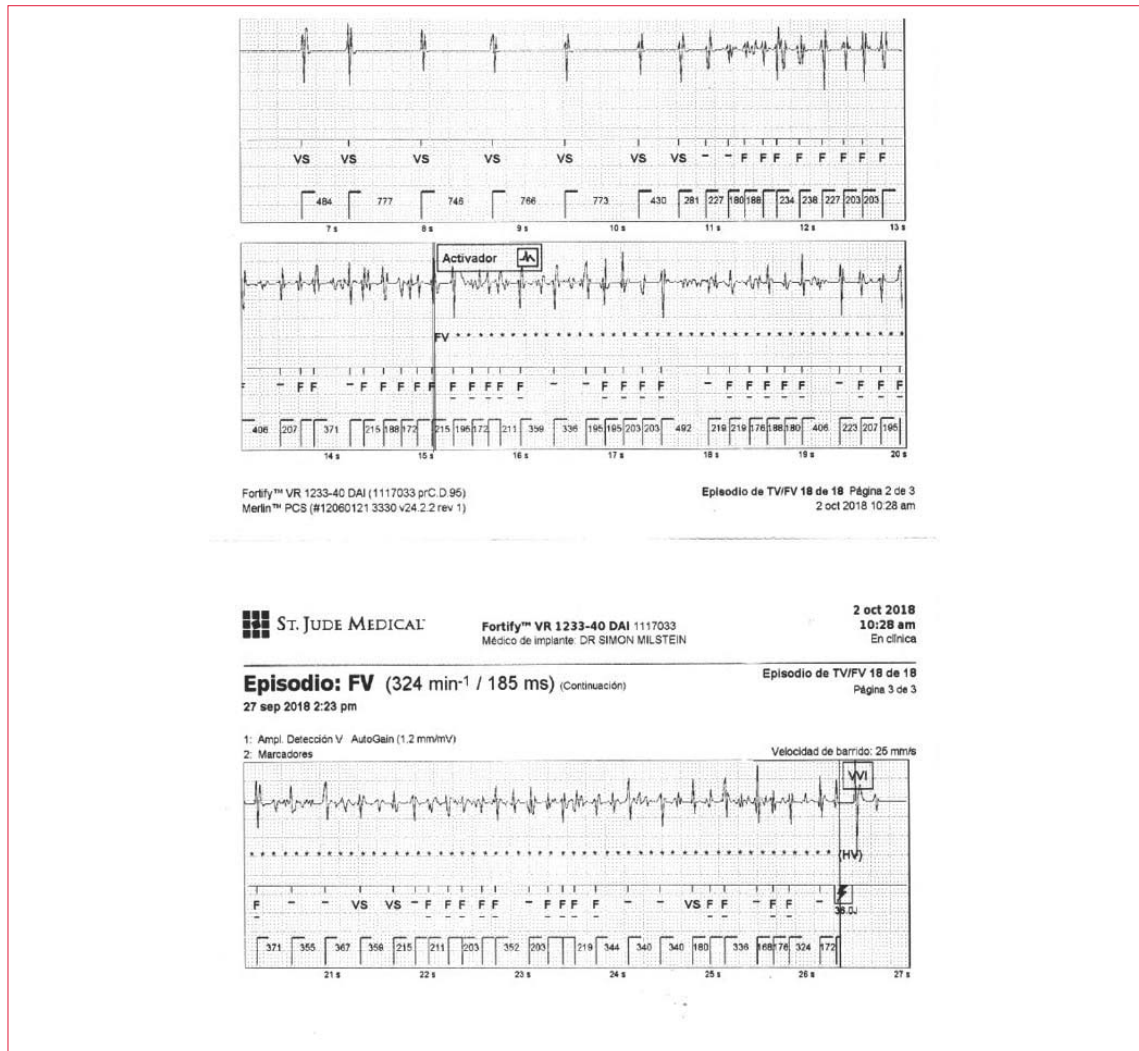 VS VS VS VS VS VS VS - - F F F F F F F F
484 777 746 766 773 430 281 227 180 188 234 238 227 203 203
7 s 8 s 9 s 10 s 11 s 12 s 13 s
Activador
FV * * * * * * * * * * * * * * * * * * * * * * * * * * * * * * * * * * * * * * *
F - F F - F F F F F F F F F - - F F F F - F F F F F - F F F
406 207 371 215 188 172 215 195 172 211 359 336 195 195 203 203 492 219 219 176 188 180 406 223 207 195
14 s 15 s 16 s 17 s 18 s 19 s 20 s
Fortify™ VR 1233-40 DAI (1117033 prC.D.95)
Merlin™ PCS (#12060121 3330 v24.2.2 rev 1)
Episodio de TV/FV 18 de 18 Página 2 de 3
2 oct 2018 10:28 am
ST. JUDE MEDICAL
Fortify™ VR 1233-40 DAI 1117033
Médico de implante: DR SIMON MILSTEIN
2 oct 2018
10:28 am
En clínica
Episodio: FV (324 min-1 / 185 ms) (Continuación)
27 sep 2018 2:23 pm
Episodio de TV/FV 18 de 18
Página 3 de 3
1: Ampl. Detección V AutoGain (1,2 mm/mV)
2: Marcadores
Velocidad de barrido: 25 mm/s
VVI
(HV)
F - - VS VS - F F F F - F F F F - - VS F F - F F -
36.0J
371 355 367 359 215 211 203 352 203 219 344 340 340 180 336 168 176 324 172
21 s 22 s 23 s 24 s 25 s 26 s 27 s